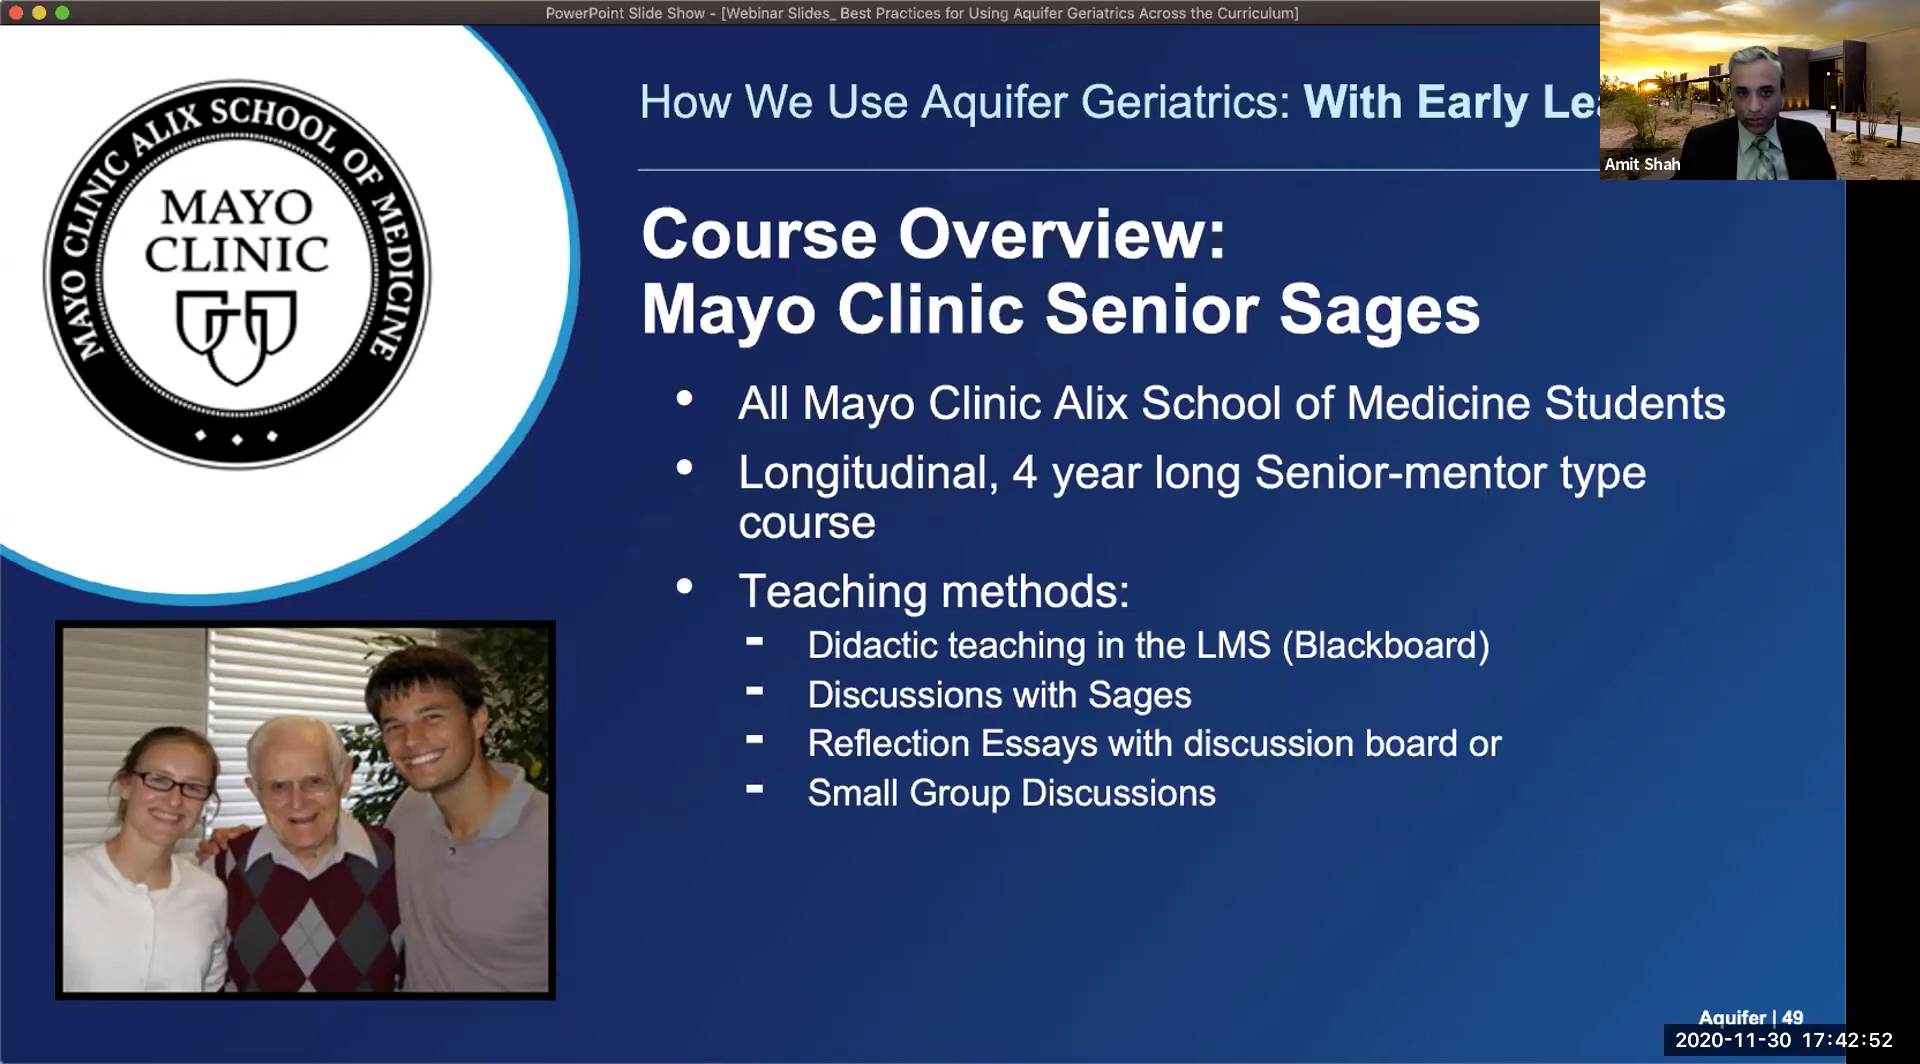 PowerPoint Slide Show - [Webinar Slides_ Best Practices for Using Aquifer Geriatrics Across the Curriculum]
MAYO CLINIC ALIX SCHOOL OF MEDICINE
MAYO
CLINIC
How We Use Aquifer Geriatrics: With Early
Amit Shah
Course Overview:
Mayo Clinic Senior Sages
• All Mayo Clinic Alix School of Medicine Students
• Longitudinal, 4 year long Senior-mentor type
course
• Teaching methods:
- Didactic teaching in the LMS (Blackboard)
- Discussions with Sages
- Reflection Essays with discussion board or
- Small Group Discussions
Aquifer | 49
2020-11-30 17:42:52